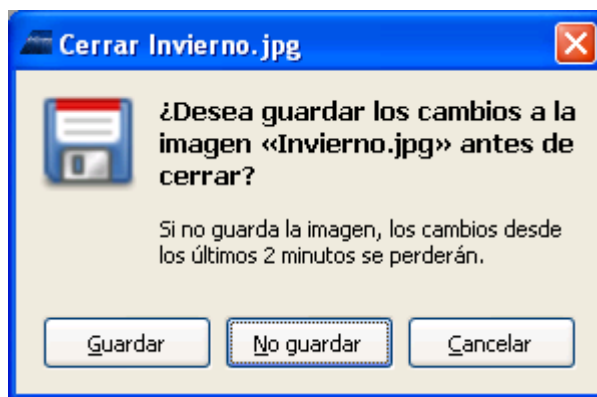 Cerrar Invierno.jpg
¿Desea guardar los cambios a la
imagen «Invierno.jpg» antes de
cerrar?
Si no guarda la imagen, los cambios desde
los últimos 2 minutos se perderán.
Guardar No guardar Cancelar